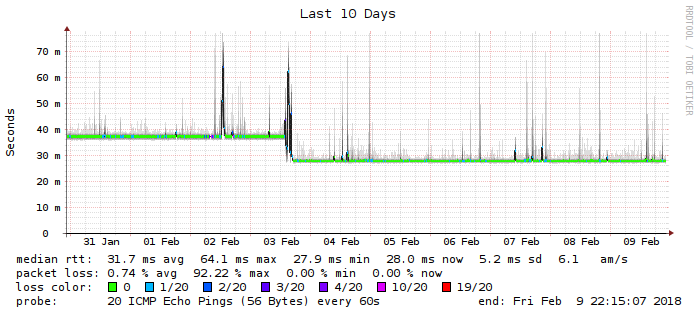 Last 10 Days
RRDTOOL / TOBI OETIKER
Seconds
70 m
60 m
50 m
40 m
30 m
20 m
10 m
0
31 Jan 01 Feb 02 Feb 03 Feb 04 Feb 05 Feb 06 Feb 07 Feb 08 Feb 09 Feb
median rtt: 31.7 ms avg 64.1 ms max 27.9 ms min 28.0 ms now 5.2 ms sd 6.1 am/s
packet loss: 0.74 % avg 92.22 % max 0.00 % min 0.00 % now
loss color: 0 1/20 2/20 3/20 4/20 10/20 19/20
probe: 20 ICMP Echo Pings (56 Bytes) every 60s end: Fri Feb 9 22:15:07 2018